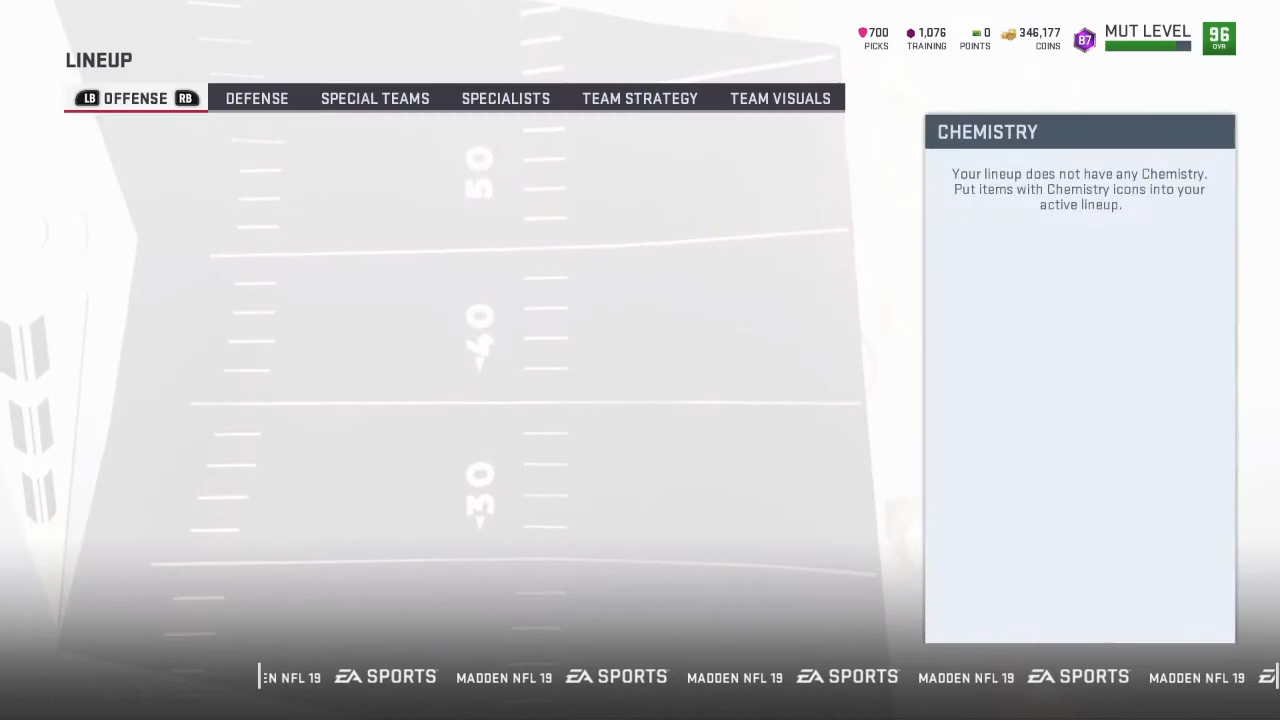 LINEUP
LB OFFENSE RB DEFENSE SPECIAL TEAMS SPECIALISTS TEAM STRATEGY TEAM VISUALS
700 PICKS
1,076 TRAINING
0 POINTS
346,177 COINS
87
MUT LEVEL
96 OVR
CHEMISTRY
Your lineup does not have any Chemistry.
Put items with Chemistry icons into your
active lineup.
50
40
30
EN NFL 19 EA SPORTS MADDEN NFL 19 EA SPORTS MADDEN NFL 19 EA SPORTS MADDEN NFL 19 EA SPORTS MADDEN NFL 19 E